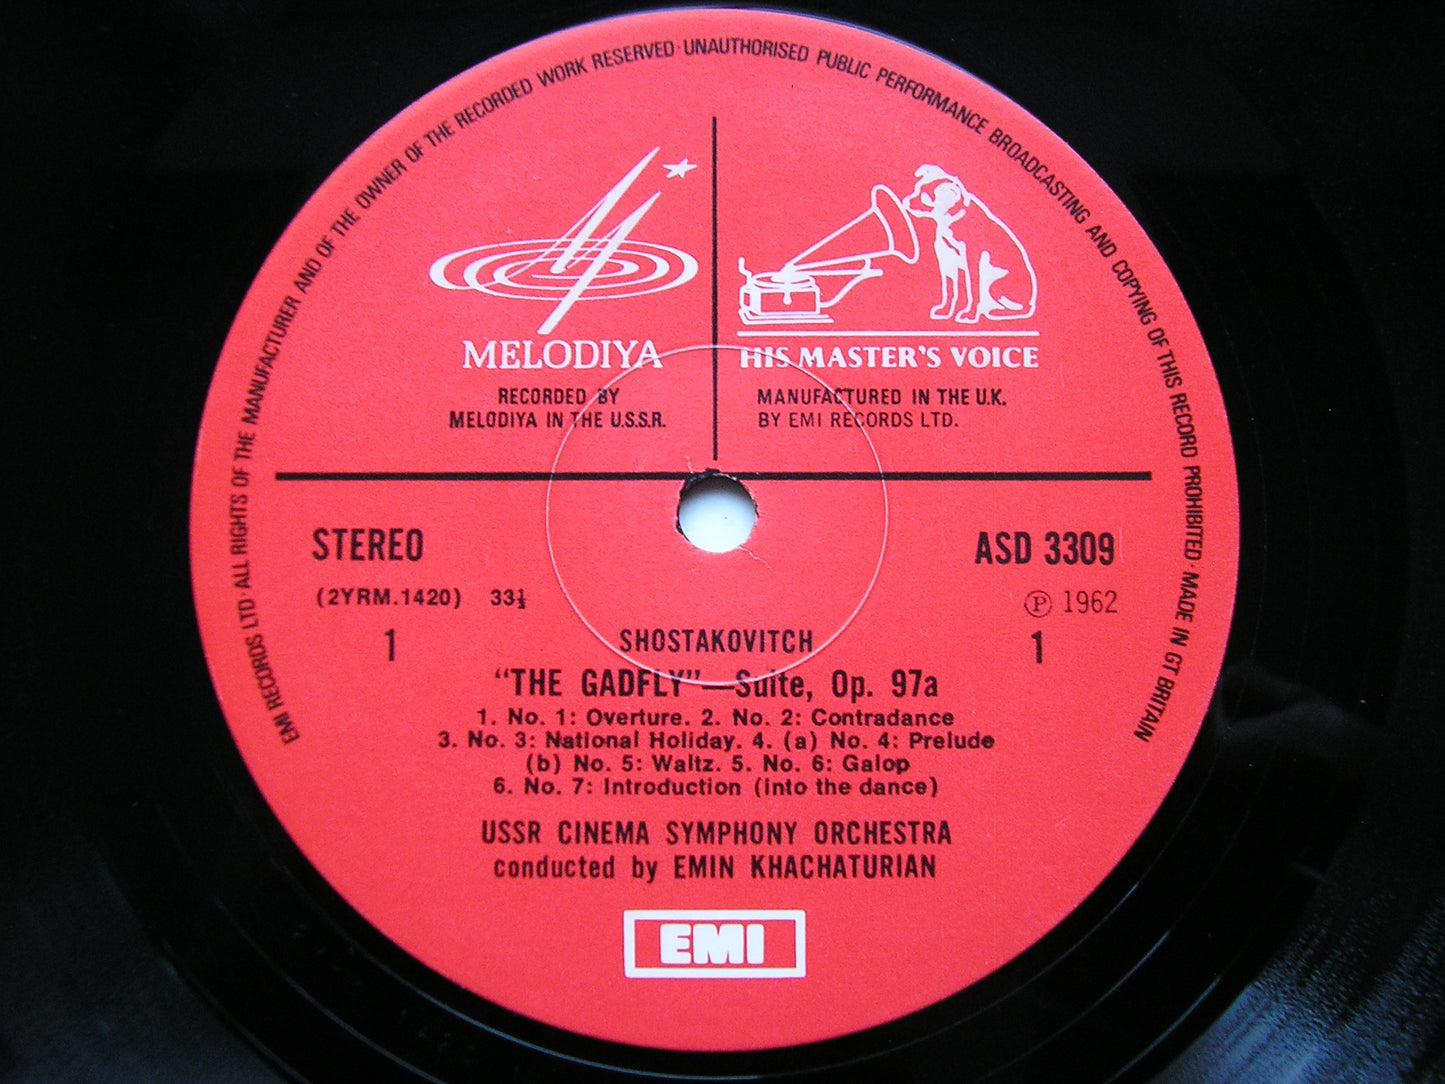 EMI RECORDS LTD · ALL RIGHTS OF THE MANUFACTURER AND OF THE OWNER OF THE RECORDED WORK RESERVED · UNAUTHORISED PUBLIC PERFORMANCE BROADCASTING AND COPYING OF THIS RECORD PROHIBITED · MADE IN GT BRITAIN
MELODIYA
RECORDED BY
MELODIYA IN THE U.S.S.R.
HIS MASTER'S VOICE
MANUFACTURED IN THE U.K.
BY EMI RECORDS LTD.
STEREO
ASD 3309
(2YRM.1420) 33⅓
Ⓟ 1962
1
1
SHOSTAKOVITCH
"THE GADFLY"—Suite, Op. 97a
1. No. 1: Overture. 2. No. 2: Contradance
3. No. 3: National Holiday. 4. (a) No. 4: Prelude
(b) No. 5: Waltz. 5. No. 6: Galop
6. No. 7: Introduction (into the dance)
USSR CINEMA SYMPHONY ORCHESTRA
conducted by EMIN KHACHATURIAN
EMI